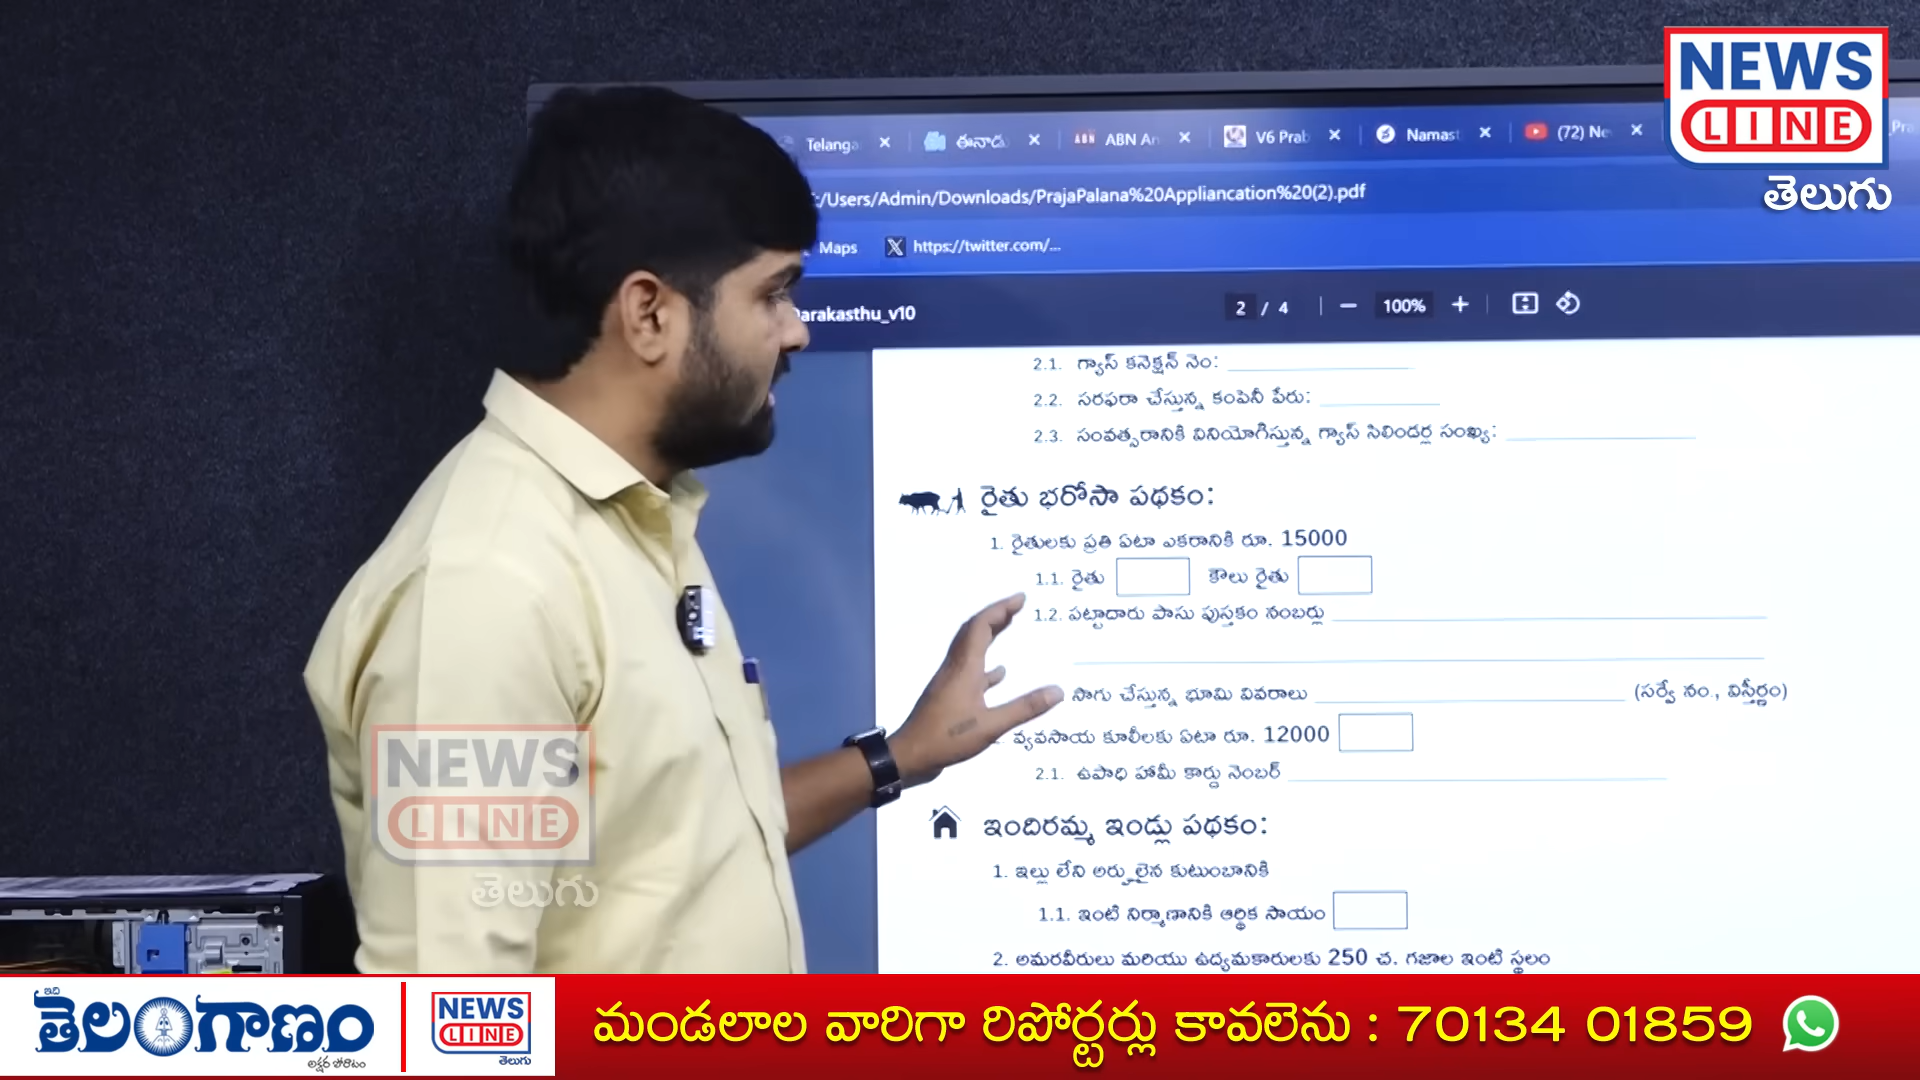 NEWS
LINE
తెలుగు
Telanga
ఈనాడు
ABN An
V6 Prab
Namast
(72) Ne
:/Users/Admin/Downloads/PrajaPalana%20Appliancation%20(2).pdf
Maps
https://twitter.com/...
arakasthu_v10
2 / 4
100%
2.1. గ్యాస్ కనెక్షన్ నెం:
2.2. సరఫరా చేస్తున్న కంపెనీ పేరు:
2.3. సంవత్సరానికి వినియోగిస్తున్న గ్యాస్ సిలిండర్ల సంఖ్య:
రైతు భరోసా పథకం:
1. రైతులకు ప్రతి ఏటా ఎకరానికి రూ. 15000
1.1. రైతు కౌలు రైతు
1.2. పట్టాదారు పాసు పుస్తకం నంబర్లు
సాగు చేస్తున్న భూమి వివరాలు (సర్వే నం., విస్తీర్ణం)
వ్యవసాయ కూలీలకు ఏటా రూ. 12000
2.1. ఉపాధి హామీ కార్డు నెంబర్
ఇందిరమ్మ ఇండ్లు పథకం:
1. ఇల్లు లేని అర్హులైన కుటుంబానికి
1.1. ఇంటి నిర్మాణానికి ఆర్థిక సాయం
2. అమరవీరులు మరియు ఉద్యమకారులకు 250 చ. గజాల ఇంటి స్థలం
NEWS
LINE
తెలుగు
ఇది
తెలంగాణం
అక్షర పోరాటం
NEWS
LINE
తెలుగు
మండలాల వారిగా రిపోర్టర్లు కావలెను : 70134 01859